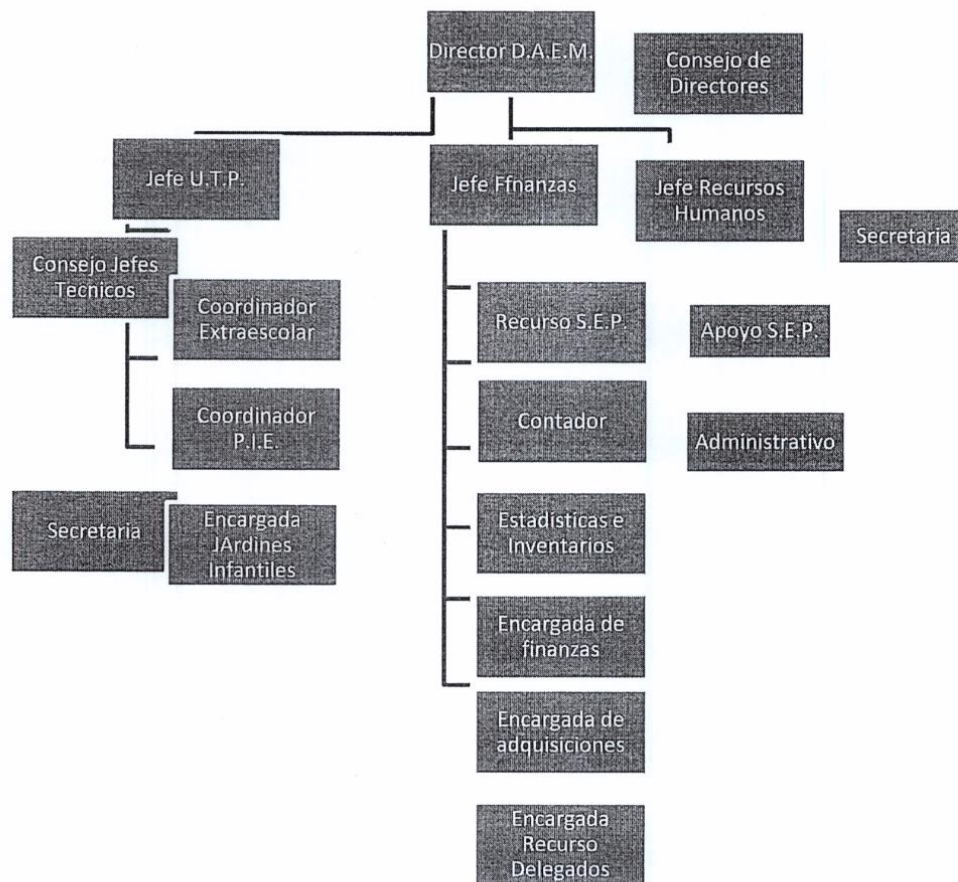 Director D.A.E.M.
Consejo de
Directores
Jefe U.T.P.
Jefe Ffnanzas
Jefe Recursos
Humanos
Secretaria
Consejo Jefes
Tecnicos
Coordinador
Extraescolar
Recurso S.E.P.
Apoyo S.E.P.
Coordinador
P.I.E.
Contador
Administrativo
Secretaria
Encargada
JArdines
Infantiles
Estadísticas e
Inventarios
Encargada de
finanzas
Encargada de
adquisiciones
Encargada
Recurso
Delegados